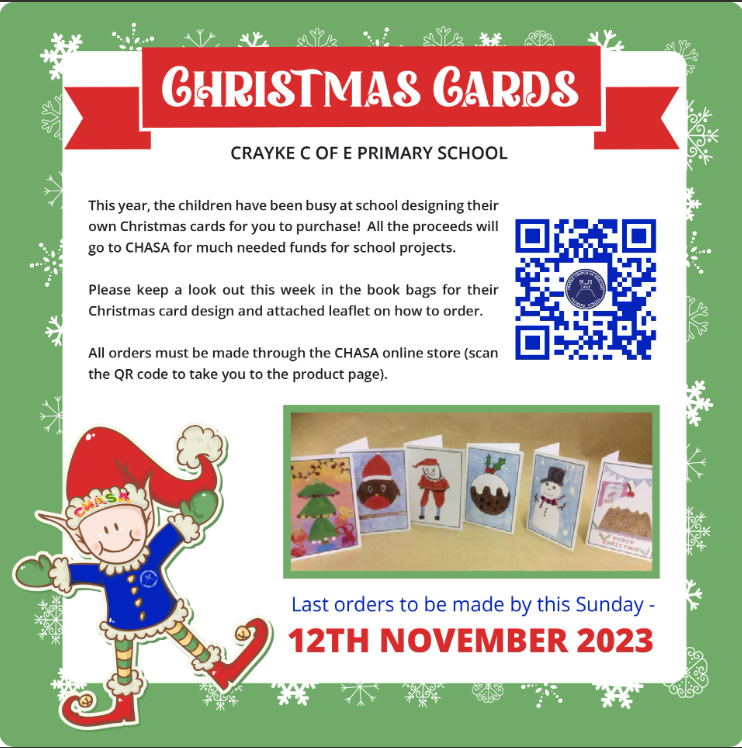 CHRISTMAS CARDS
CRAYKE C OF E PRIMARY SCHOOL
This year, the children have been busy at school designing their
own Christmas cards for you to purchase! All the proceeds will
go to CHASA for much needed funds for school projects.
Please keep a look out this week in the book bags for their
Christmas card design and attached leaflet on how to order.
All orders must be made through the CHASA online store (scan
the QR code to take you to the product page).
CHASA
MERRY
CHRISTMAS
Last orders to be made by this Sunday -
12TH NOVEMBER 2023